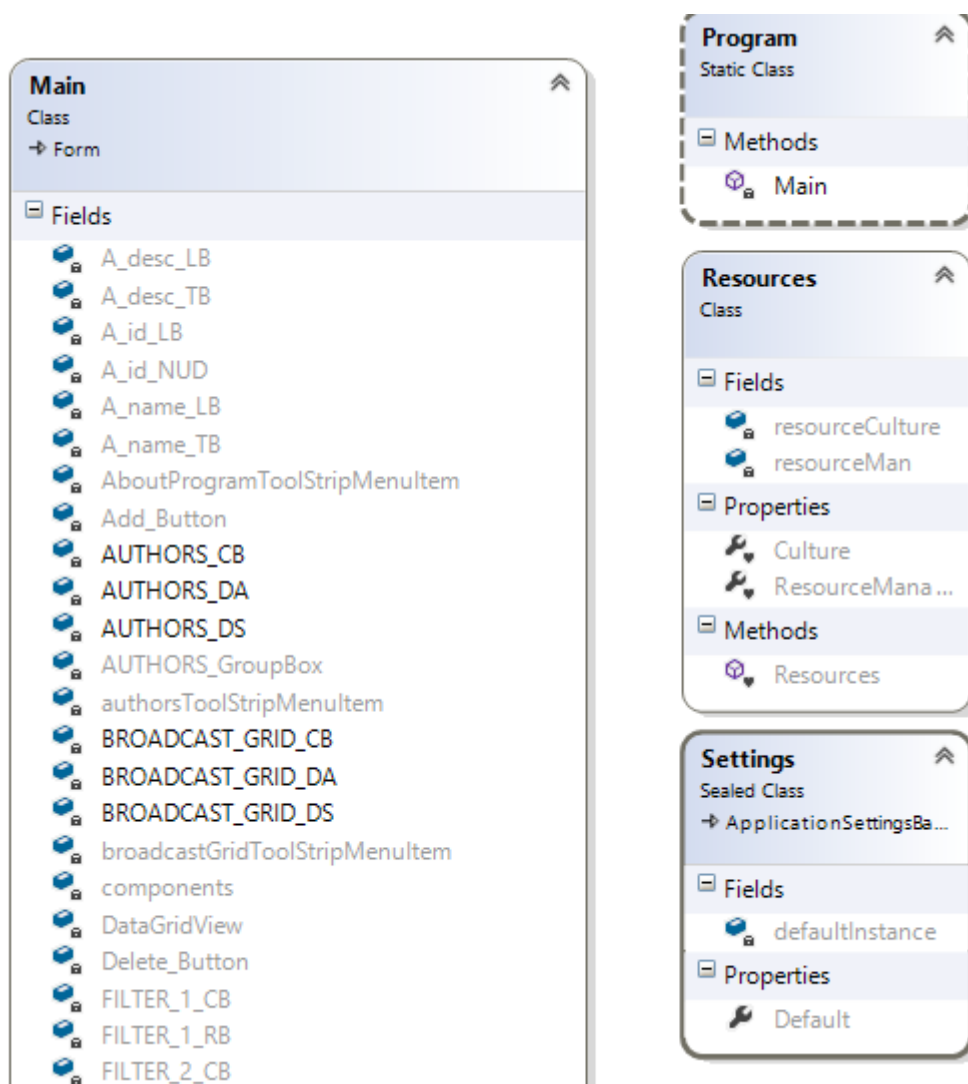 Main
Class
Form
Fields
A_desc_LB
A_desc_TB
A_id_LB
A_id_NUD
A_name_LB
A_name_TB
AboutProgramToolStripMenuItem
Add_Button
AUTHORS_CB
AUTHORS_DA
AUTHORS_DS
AUTHORS_GroupBox
authorsToolStripMenuItem
BROADCAST_GRID_CB
BROADCAST_GRID_DA
BROADCAST_GRID_DS
broadcastGridToolStripMenuItem
components
DataGridView
Delete_Button
FILTER_1_CB
FILTER_1_RB
FILTER_2_CB
Program
Static Class
Methods
Main
Resources
Class
Fields
resourceCulture
resourceMan
Properties
Culture
ResourceMana...
Methods
Resources
Settings
Sealed Class
ApplicationSettingsBa...
Fields
defaultInstance
Properties
Default